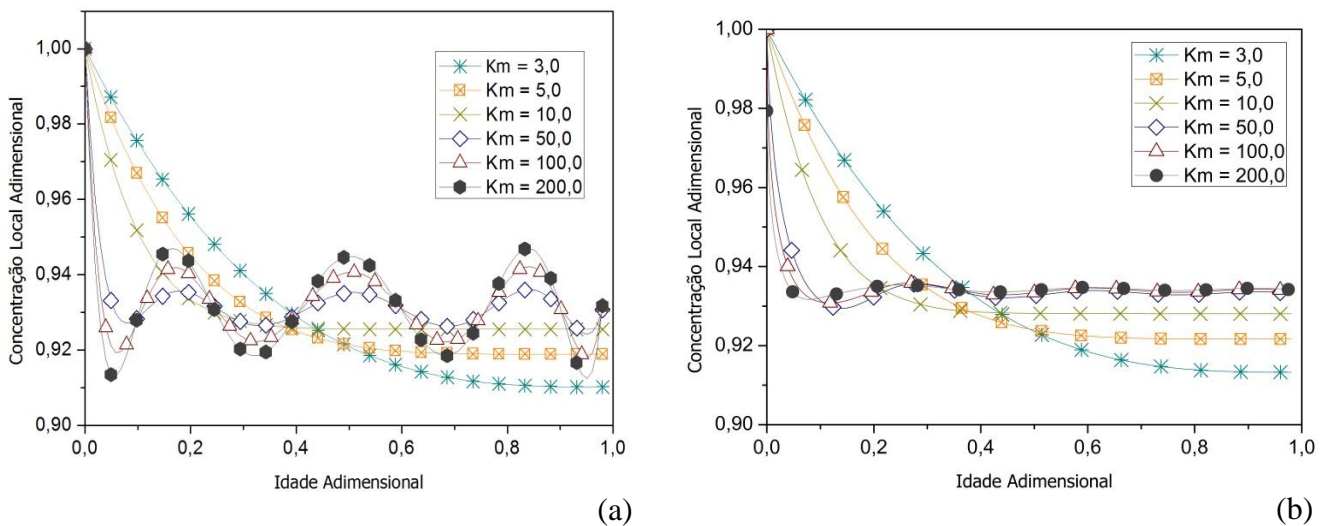 (a)
Concentração Local Adimensional
1,00
0,98
0,96
0,94
0,92
0,90
0,0 0,2 0,4 0,6 0,8 1,0
Idade Adimensional
Km = 3,0
Km = 5,0
Km = 10,0
Km = 50,0
Km = 100,0
Km = 200,0
(b)
Concentração Local Adimensional
1,00
0,98
0,96
0,94
0,92
0,90
0,0 0,2 0,4 0,6 0,8 1,0
Idade Adimensional
Km = 3,0
Km = 5,0
Km = 10,0
Km = 50,0
Km = 100,0
Km = 200,0